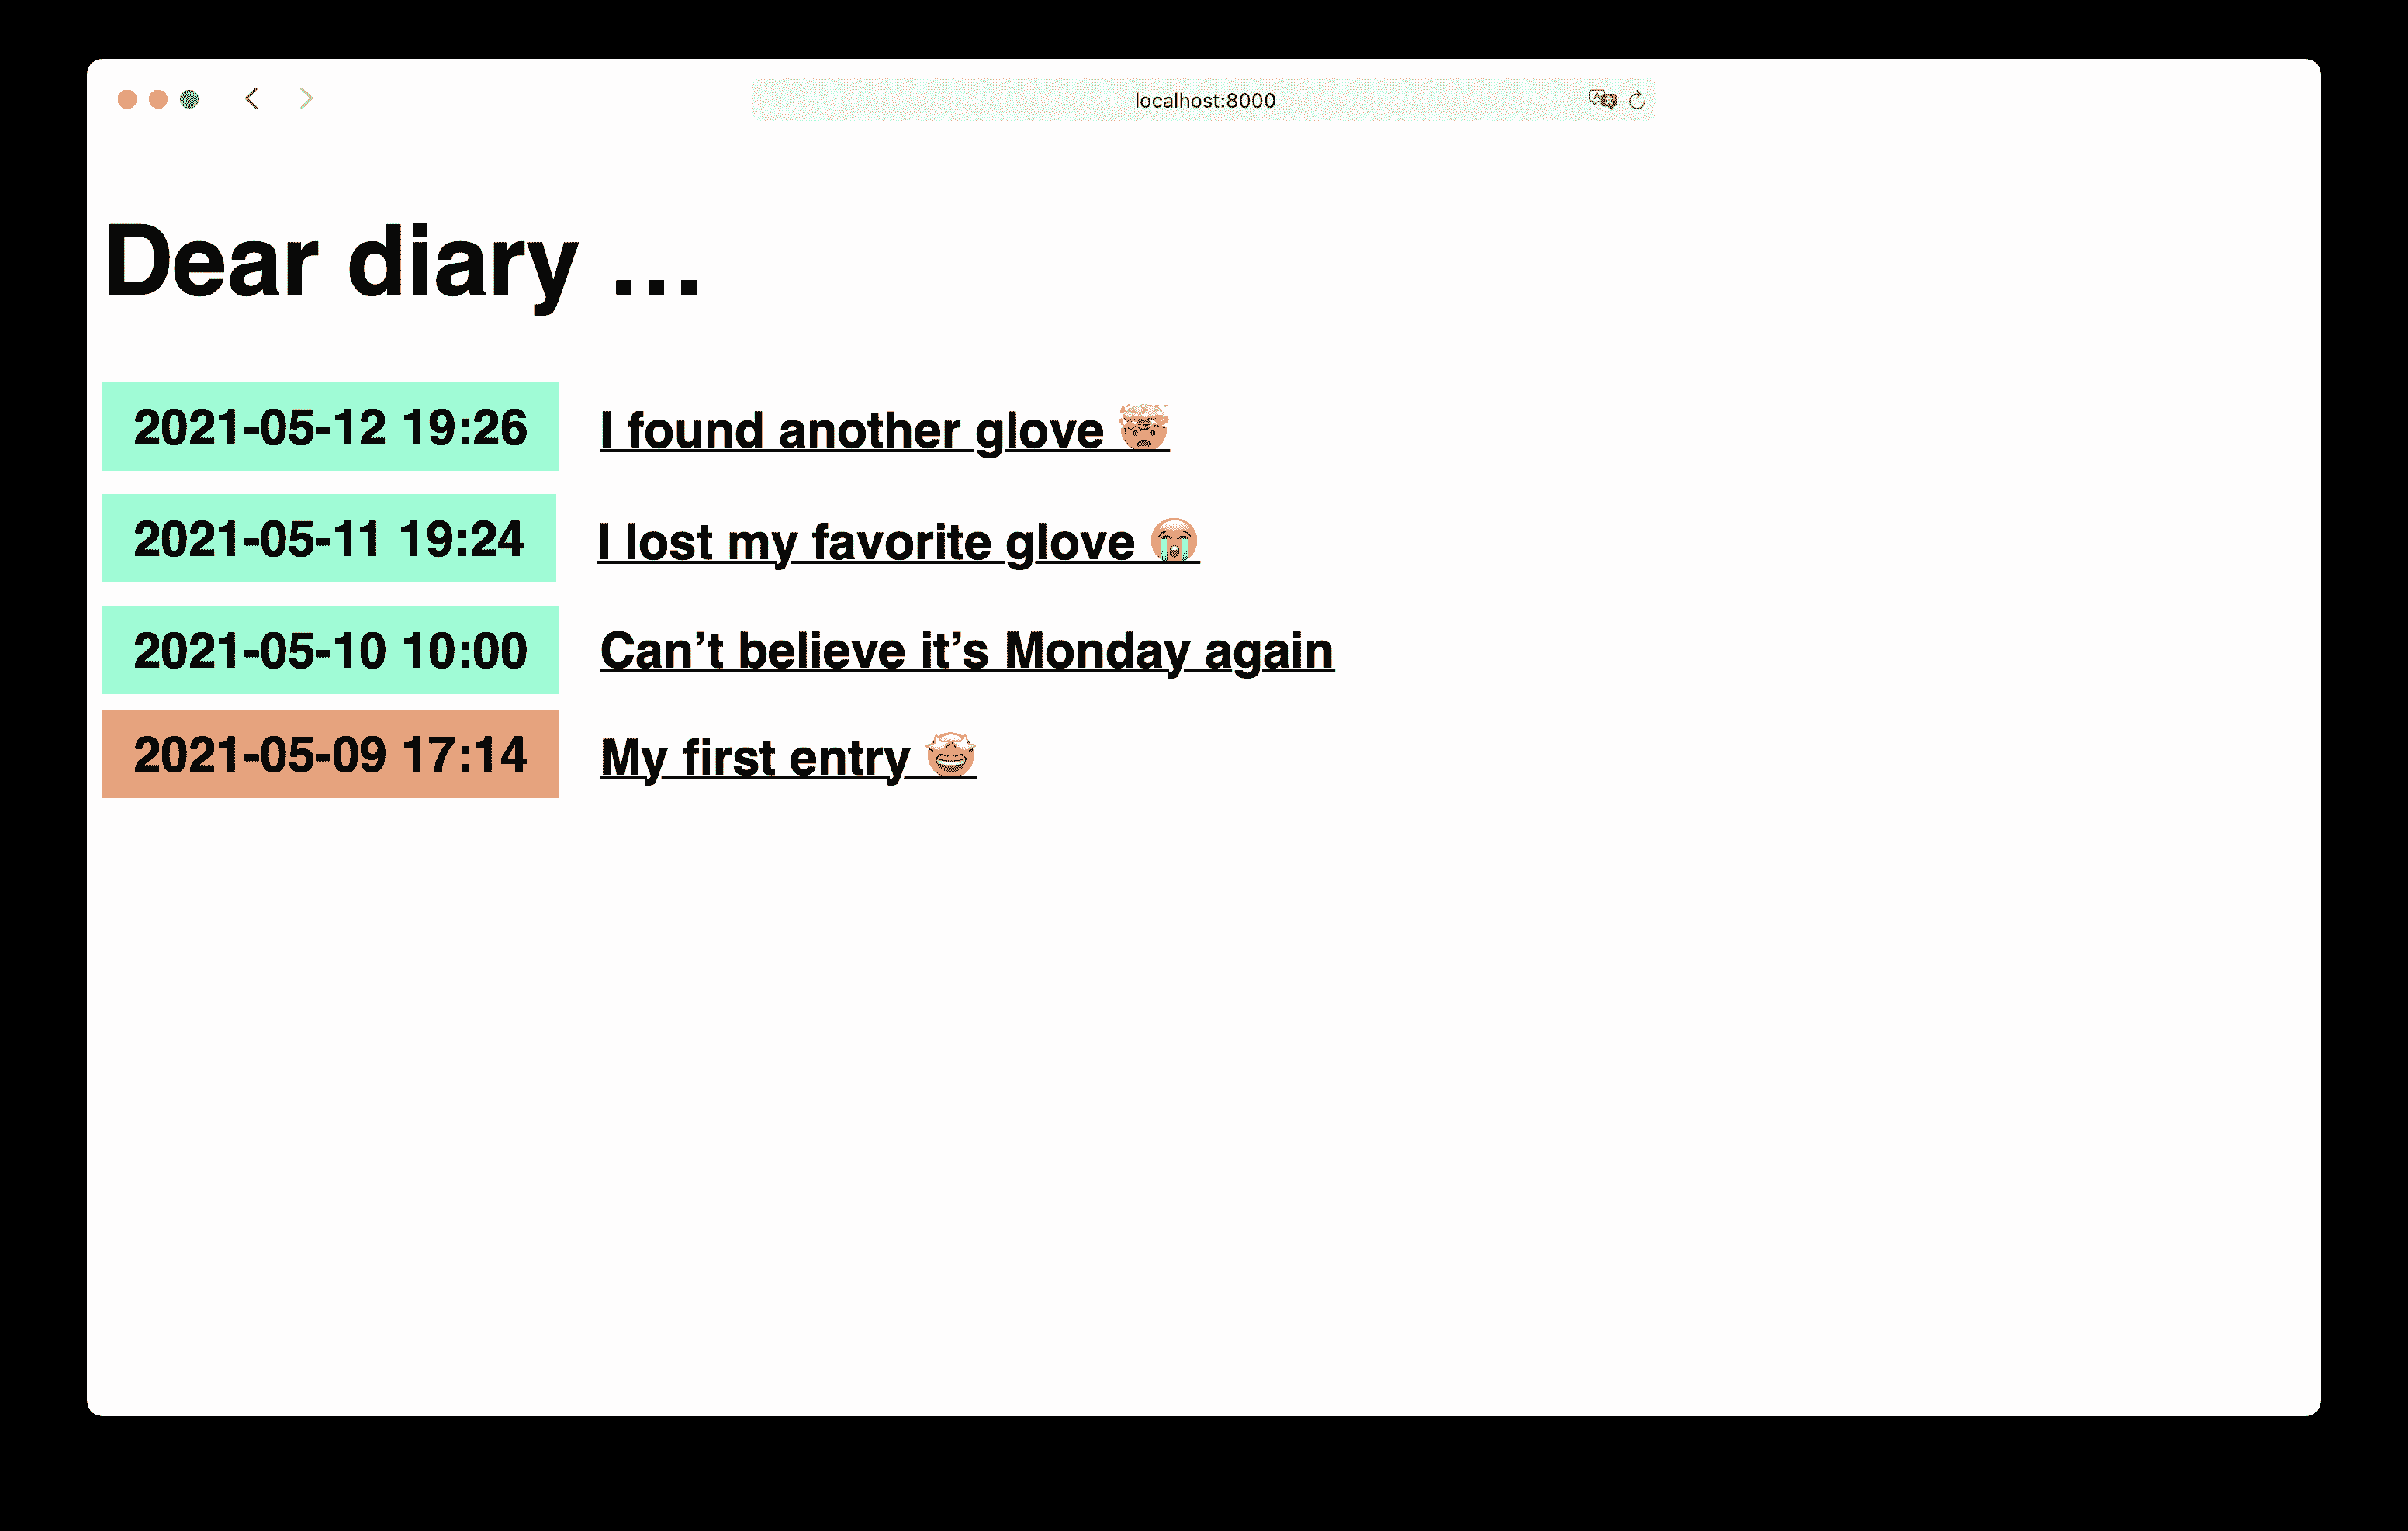 localhost:8000
Dear diary …
2021-05-12 19:26 I found another glove 🤯
2021-05-11 19:24 I lost my favorite glove 😭
2021-05-10 10:00 Can’t believe it’s Monday again
2021-05-09 17:14 My first entry 🤩